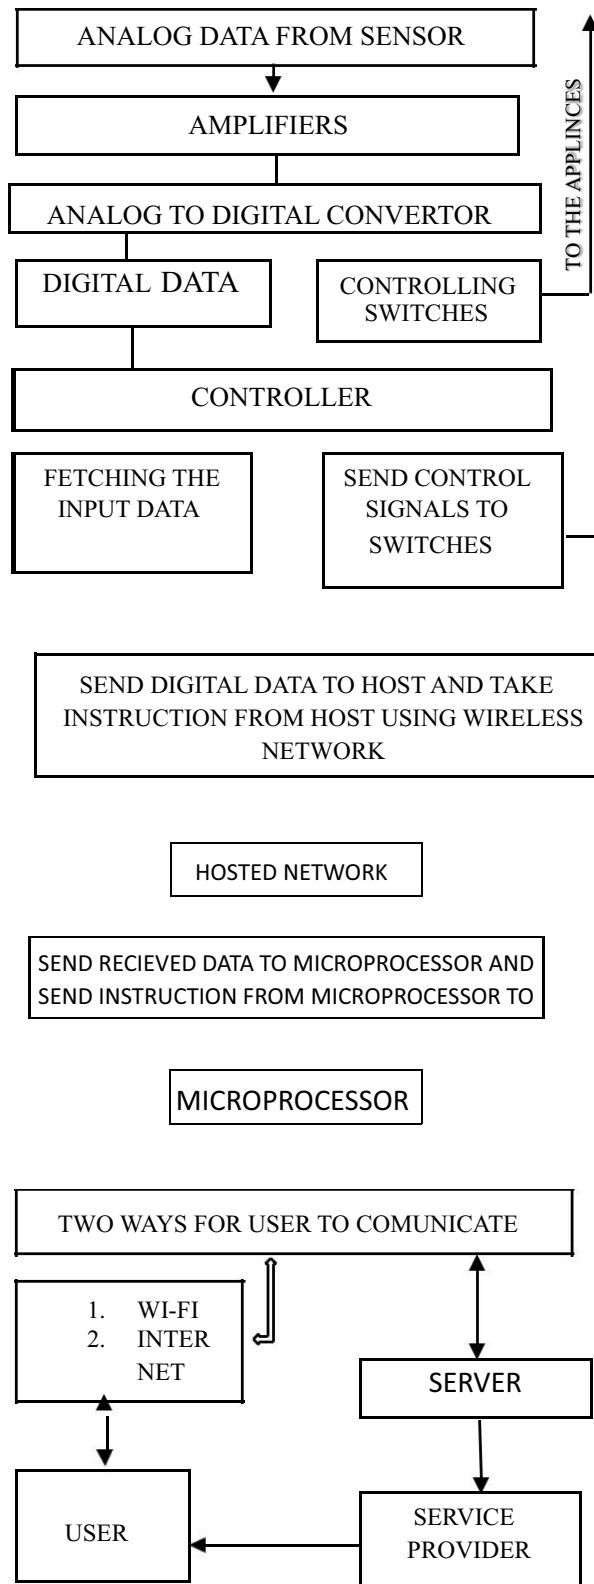 ANALOG DATA FROM SENSOR
AMPLIFIERS
ANALOG TO DIGITAL CONVERTOR
DIGITAL DATA
CONTROLLING
SWITCHES
TO THE APPLINCES
CONTROLLER
FETCHING THE
INPUT DATA
SEND CONTROL
SIGNALS TO
SWITCHES
SEND DIGITAL DATA TO HOST AND TAKE
INSTRUCTION FROM HOST USING WIRELESS
NETWORK
HOSTED NETWORK
SEND RECIEVED DATA TO MICROPROCESSOR AND
SEND INSTRUCTION FROM MICROPROCESSOR TO
MICROPROCESSOR
TWO WAYS FOR USER TO COMUNICATE
1. WI-FI
2. INTER
NET
SERVER
USER
SERVICE
PROVIDER